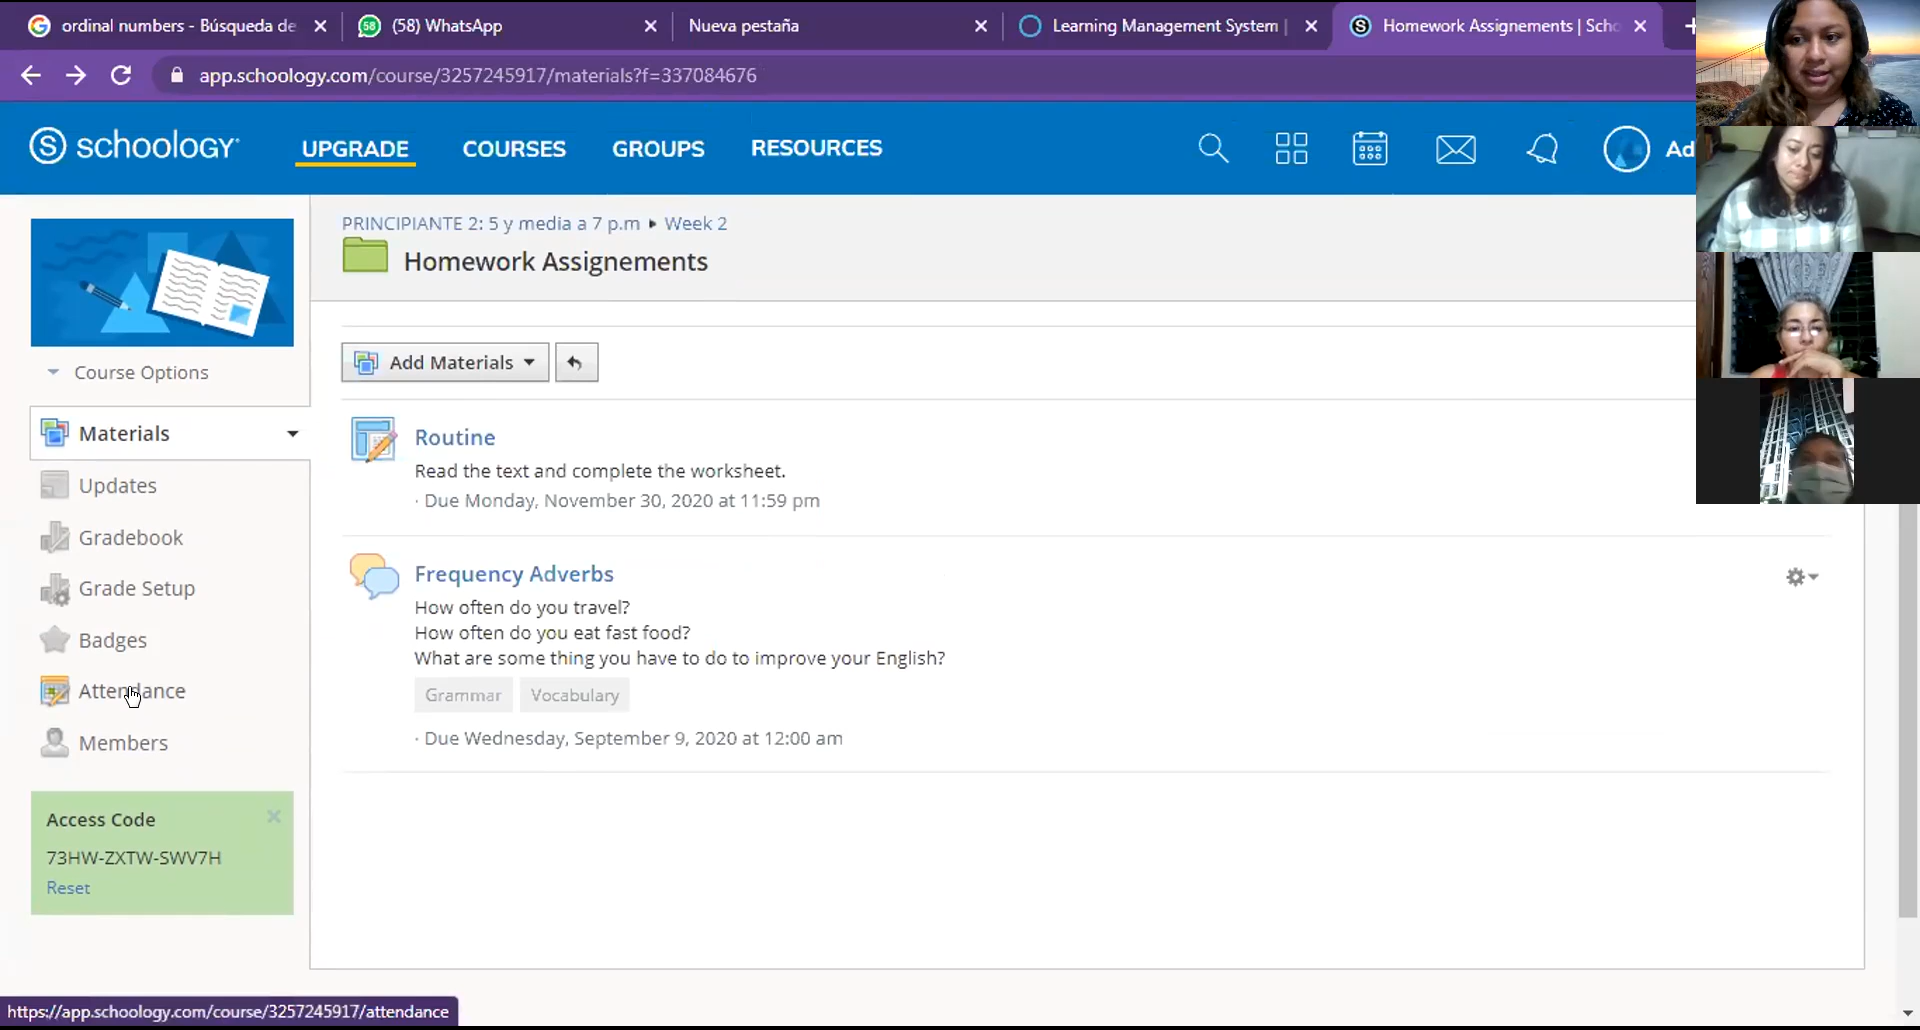 ordinal numbers - Búsqueda de
58 (58) WhatsApp
Nueva pestaña
Learning Management System |
S Homework Assignements | Scho
app.schoology.com/course/3257245917/materials?f=337084676
S schoology
UPGRADE
COURSES
GROUPS
RESOURCES
Ad
PRINCIPIANTE 2: 5 y media a 7 p.m ▸ Week 2
Homework Assignements
Course Options
Materials
Updates
Gradebook
Grade Setup
Badges
Attendance
Members
Access Code
73HW-ZXTW-SWV7H
Reset
Add Materials
Routine
Read the text and complete the worksheet.
· Due Monday, November 30, 2020 at 11:59 pm
Frequency Adverbs
How often do you travel?
How often do you eat fast food?
What are some thing you have to do to improve your English?
Grammar Vocabulary
· Due Wednesday, September 9, 2020 at 12:00 am
https://app.schoology.com/course/3257245917/attendance